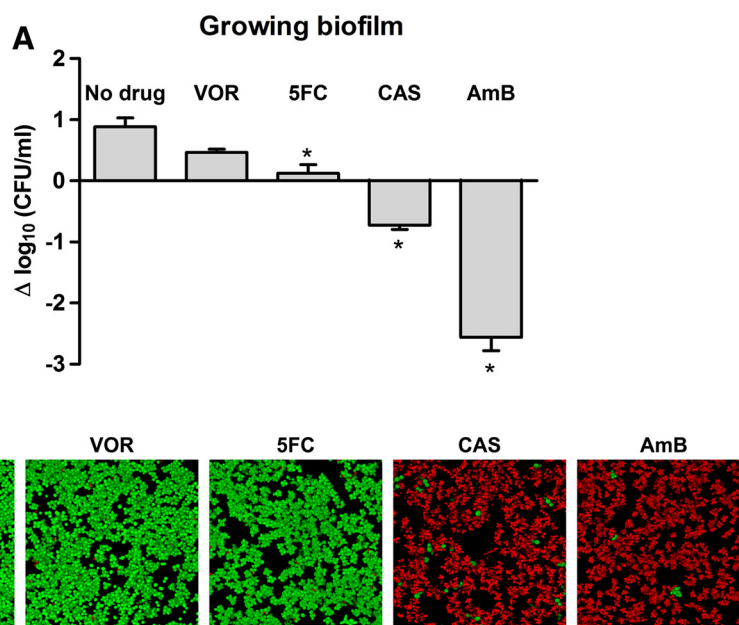 A
Growing biofilm
2
1
0
-1
-2
-3
Δ log10 (CFU/ml)
No drug VOR 5FC CAS AmB
*
*
*
VOR 5FC CAS AmB